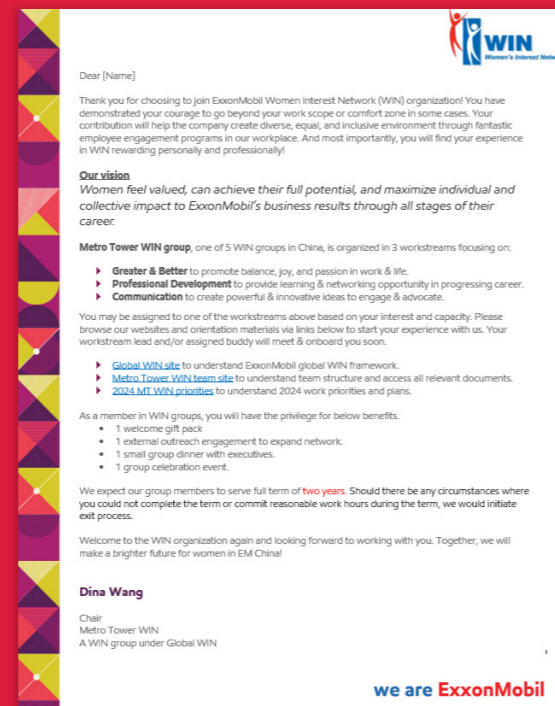 WIN
Women's Interest Netw
Dear [Name]
Thank you for choosing to join ExxonMobil Women Interest Network (WIN) organization! You have
demonstrated your courage to go beyond your work scope or comfort zone in some cases. Your
contribution will help the company create diverse, equal, and inclusive environment through fantastic
employee engagement programs in our workplace. And most importantly, you will find your experience
in WIN rewarding personally and professionally!
Our vision
Women feel valued, can achieve their full potential, and maximize individual and
collective impact to ExxonMobil's business results through all stages of their
career.
Metro Tower WIN group, one of 5 WIN groups in China, is organized in 3 workstreams focusing on:
Greater & Better to promote balance, joy, and passion in work & life.
Professional Development to provide learning & networking opportunity in progressing career.
Communication to create powerful & innovative ideas to engage & advocate.
You may be assigned to one of the workstreams above based on your interest and capacity. Please
browse our websites and orientation materials via links below to start your experience with us. Your
workstream lead and/or assigned buddy will meet & onboard you soon.
Global WIN site to understand ExxonMobil global WIN framework.
Metro Tower WIN team site to understand team structure and access all relevant documents.
2024 MT WIN priorities to understand 2024 work priorities and plans.
As a member in WIN groups, you will have the privilege for below benefits.
• 1 welcome gift pack
• 1 external outreach engagement to expand network.
• 1 small group dinner with executives.
• 1 group celebration event.
We expect our group members to serve full term of two years. Should there be any circumstances where
you could not complete the term or commit reasonable work hours during the term, we would initiate
exit process.
Welcome to the WIN organization again and looking forward to working with you. Together, we will
make a brighter future for women in EM China!
Dina Wang
Chair
Metro Tower WIN
A WIN group under Global WIN
we are ExxonMobil